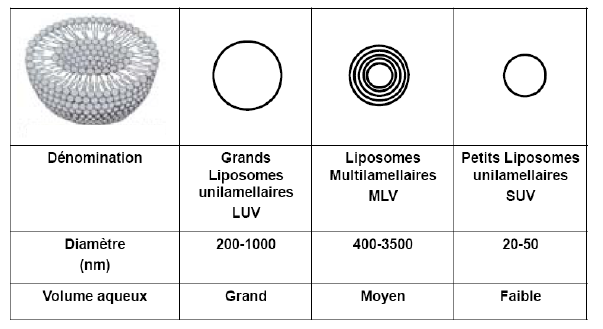 Dénomination
Grands
Liposomes
unilamellaires
LUV
Liposomes
Multilamellaires
MLV
Petits Liposomes
unilamellaires
SUV
Diamètre
(nm)
200-1000
400-3500
20-50
Volume aqueux
Grand
Moyen
Faible